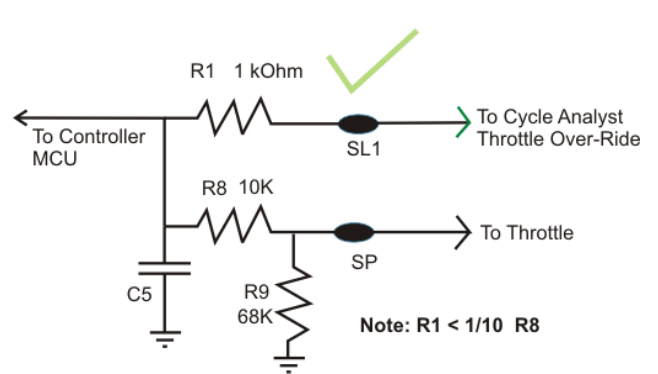 R1 1 kOhm
To Cycle Analyst
Throttle Over-Ride
To Controller
MCU
SL1
R8 10K
To Throttle
SP
C5
R9
68K
Note: R1 < 1/10 R8